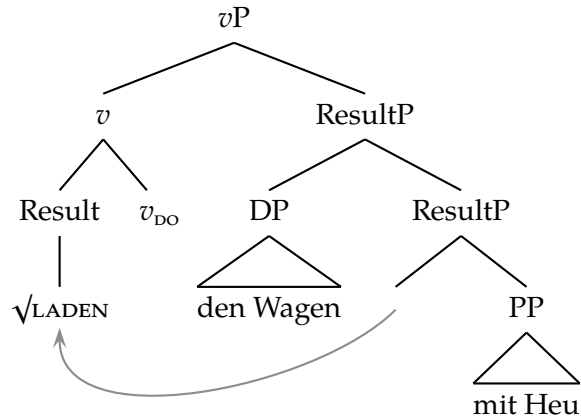 vP
v ResultP
Result v_DO DP ResultP
√LADEN den Wagen PP
mit Heu